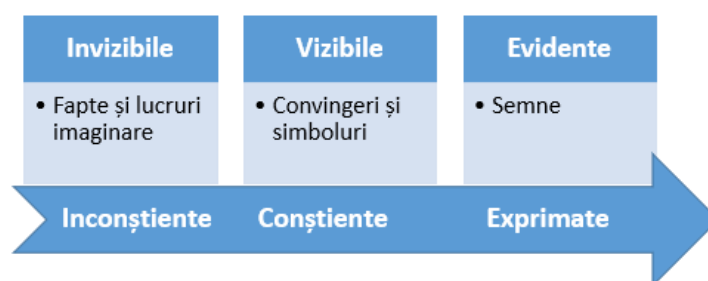 Invizibile
• Fapte și lucruri
imaginare
Vizibile
• Convingeri și
simboluri
Evidente
• Semne
Inconștiente
Conștiente
Exprimate